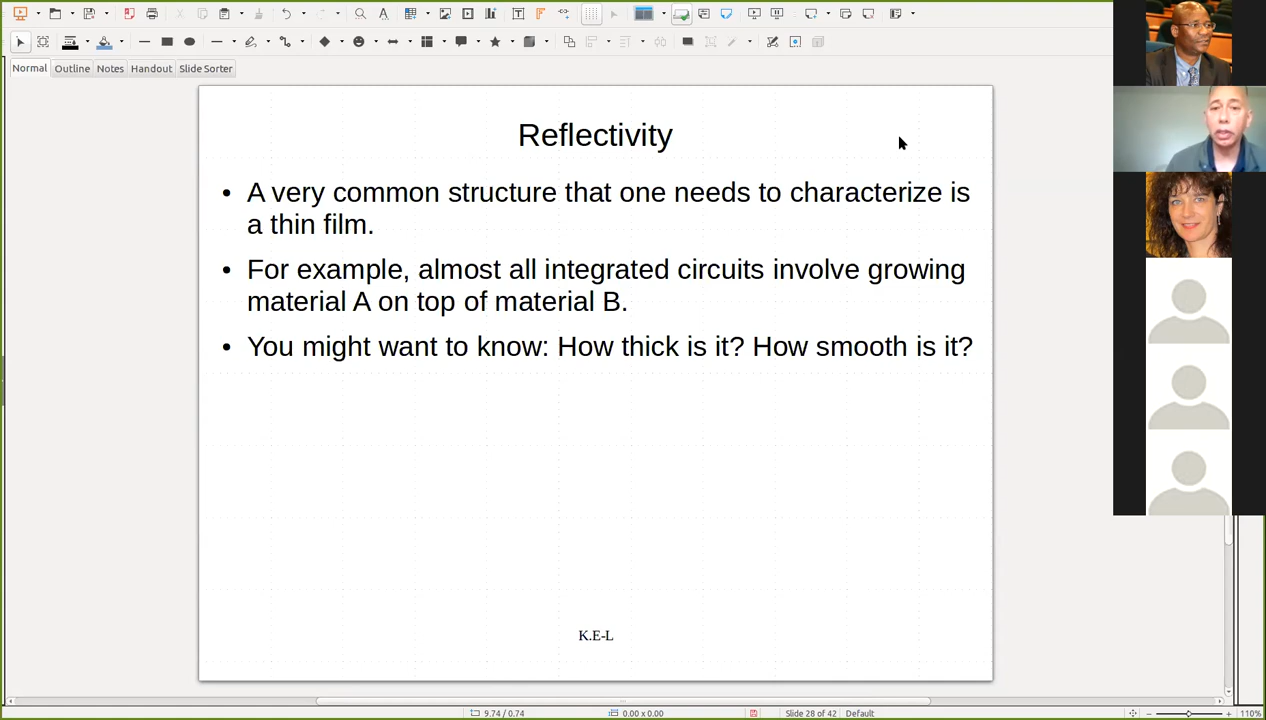 Normal
Outline
Notes
Handout
Slide Sorter
Reflectivity
• A very common structure that one needs to characterize is
a thin film.
• For example, almost all integrated circuits involve growing
material A on top of material B.
• You might want to know: How thick is it? How smooth is it?
K.E-L
9.74 / 0.74
0.00 x 0.00
Slide 28 of 42
Default
110%